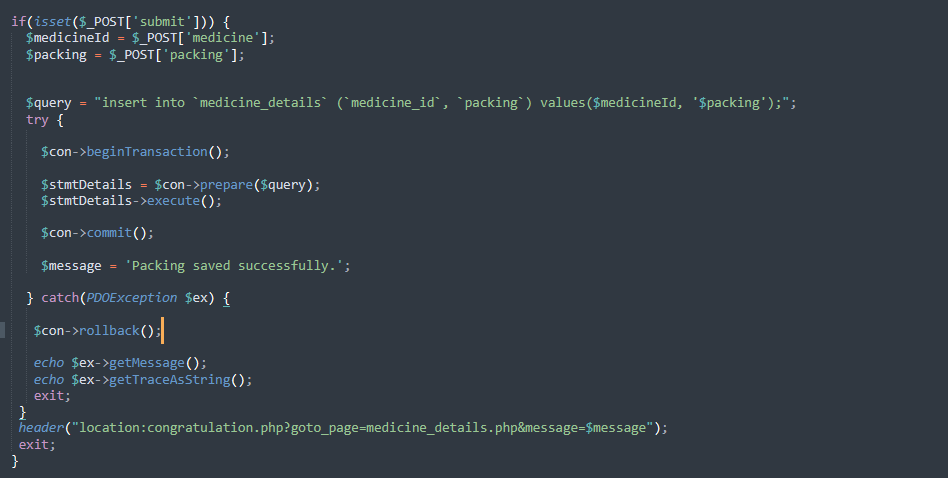 if(isset($_POST['submit'])) {
$medicineId = $_POST['medicine'];
$packing = $_POST['packing'];
$query = "insert into `medicine_details` (`medicine_id`, `packing`) values($medicineId, '$packing');";
try {
$con->beginTransaction();
$stmtDetails = $con->prepare($query);
$stmtDetails->execute();
$con->commit();
$message = 'Packing saved successfully.';
} catch(PDOException $ex) {
$con->rollback();
echo $ex->getMessage();
echo $ex->getTraceAsString();
exit;
}
header("location:congratulation.php?goto_page=medicine_details.php&message=$message");
exit;
}